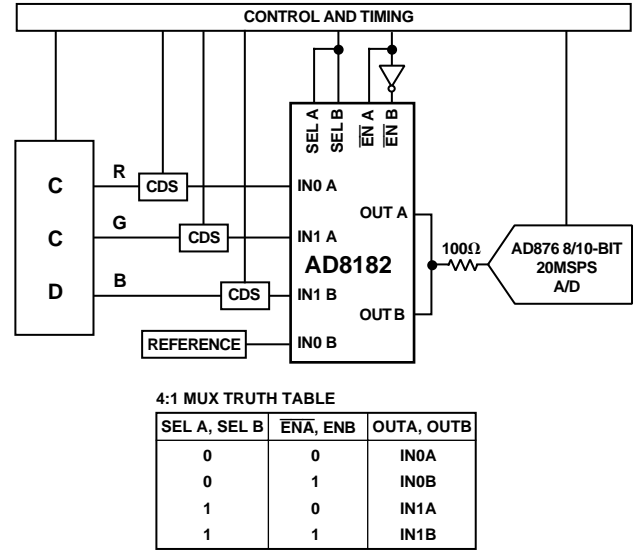 CONTROL AND TIMING
SEL A
SEL B
EN A
EN B
C
C
D
R
G
B
CDS
CDS
CDS
REFERENCE
IN0 A
IN1 A
IN1 B
IN0 B
AD8182
OUT A
OUT B
100Ω
AD876 8/10-BIT
20MSPS
A/D
4:1 MUX TRUTH TABLE
SEL A, SEL B ENA, ENB OUTA, OUTB
0 0 IN0A
0 1 IN0B
1 0 IN1A
1 1 IN1B